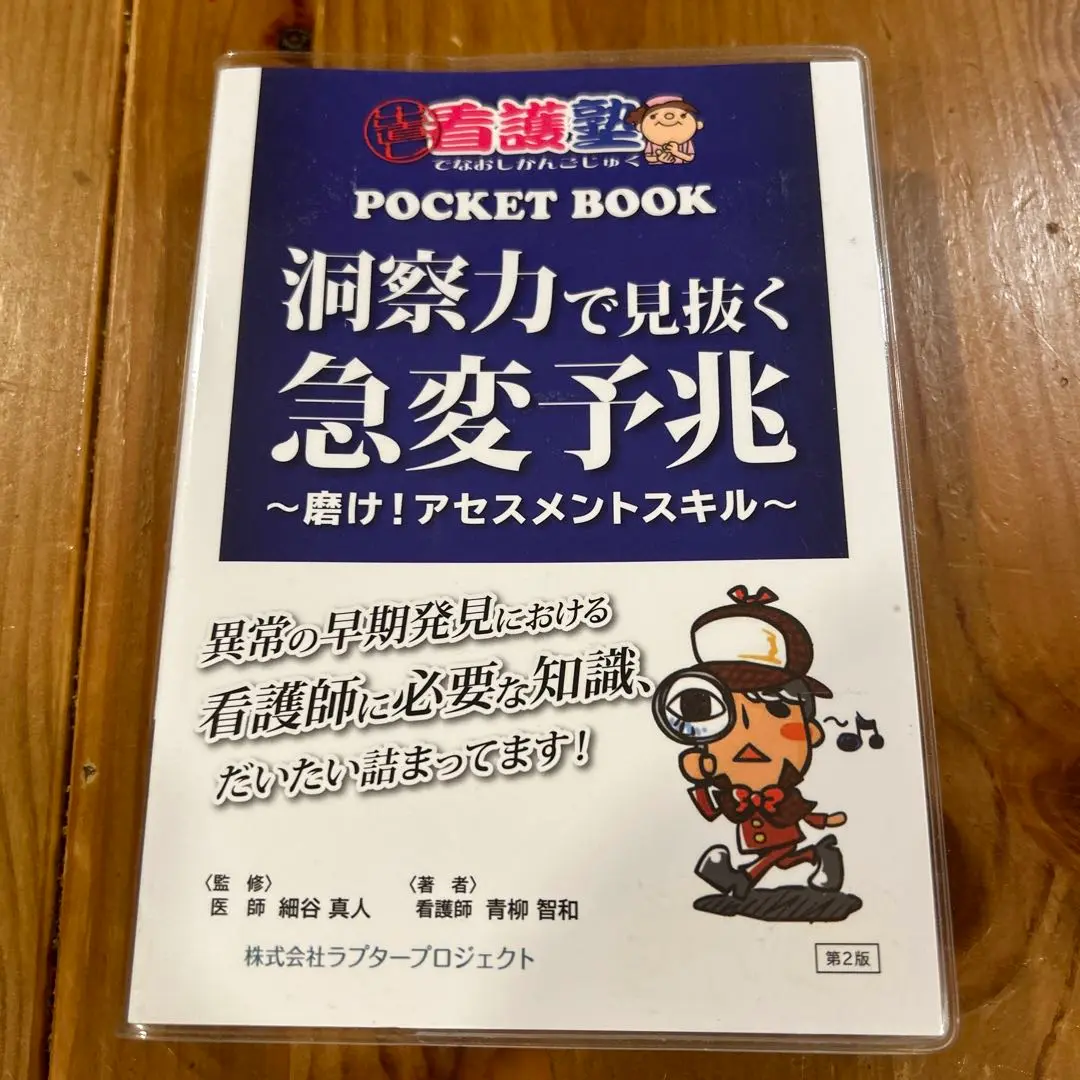 出直し看護塾
でなおしかんごじゅく
POCKET BOOK
洞察力で見抜く
急変予兆
～磨け！アセスメントスキル～
異常の早期発見における
看護師に必要な知識、
だいたい詰まってます！
〈監　修〉
医　師 細谷 真人
〈著　者〉
看護師 青柳 智和
株式会社ラプタープロジェクト
第2版